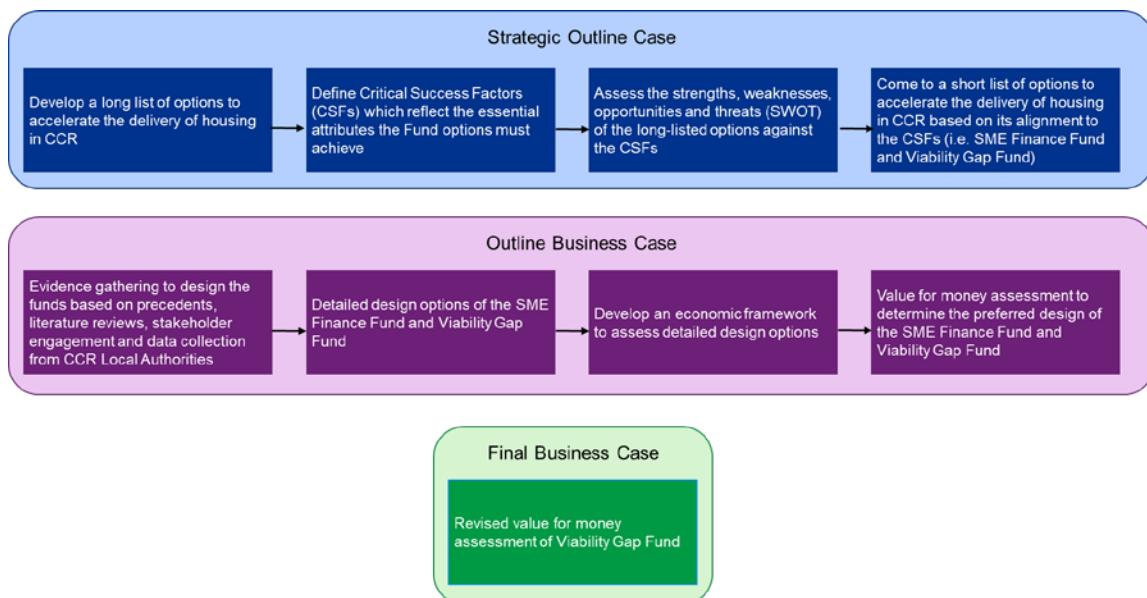 Strategic Outline Case
Develop a long list of options to
accelerate the delivery of housing
in CCR
Define Critical Success Factors
(CSFs) which reflect the essential
attributes the Fund options must
achieve
Assess the strengths, weaknesses,
opportunities and threats (SWOT)
of the long-listed options against
the CSFs
Come to a short list of options to
accelerate the delivery of housing
in CCR based on its alignment to
the CSFs (i.e. SME Finance Fund
and Viability Gap Fund)
Outline Business Case
Evidence gathering to design the
funds based on precedents,
literature reviews, stakeholder
engagement and data collection
from CCR Local Authorities
Detailed design options of the SME
Finance Fund and Viability Gap
Fund
Develop an economic framework
to assess detailed design options
Value for money assessment to
determine the preferred design of
the SME Finance Fund and
Viability Gap Fund
Final Business Case
Revised value for money
assessment of Viability Gap Fund